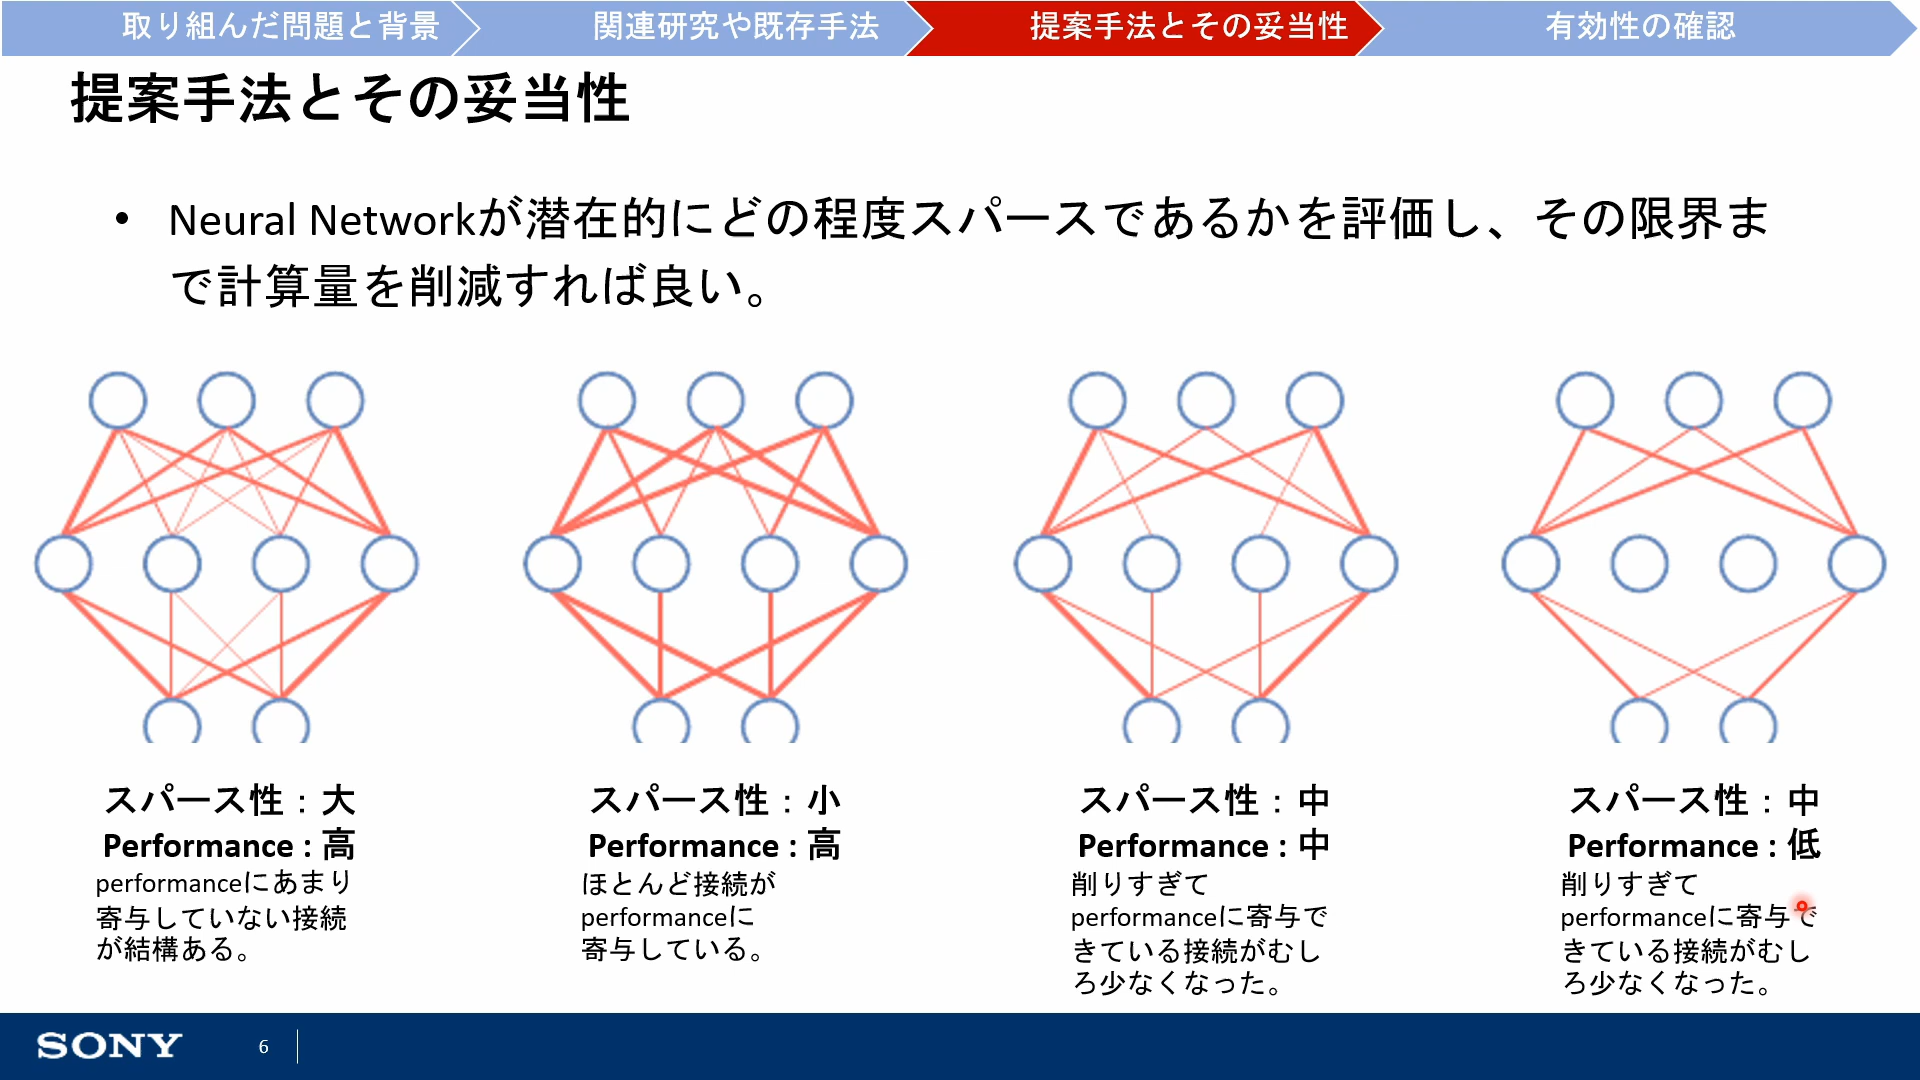 取り組んだ問題と背景
関連研究や既存手法
提案手法とその妥当性
有効性の確認
提案手法とその妥当性
• Neural Networkが潜在的にどの程度スパースであるかを評価し、その限界ま
で計算量を削減すれば良い。
スパース性：大
Performance : 高
performanceにあまり
寄与していない接続
が結構ある。
スパース性：小
Performance : 高
ほとんど接続が
performanceに
寄与している。
スパース性：中
Performance : 中
削りすぎて
performanceに寄与で
きている接続がむし
ろ少なくなった。
スパース性：中
Performance : 低
削りすぎて
performanceに寄与で
きている接続がむし
ろ少なくなった。
SONY
6